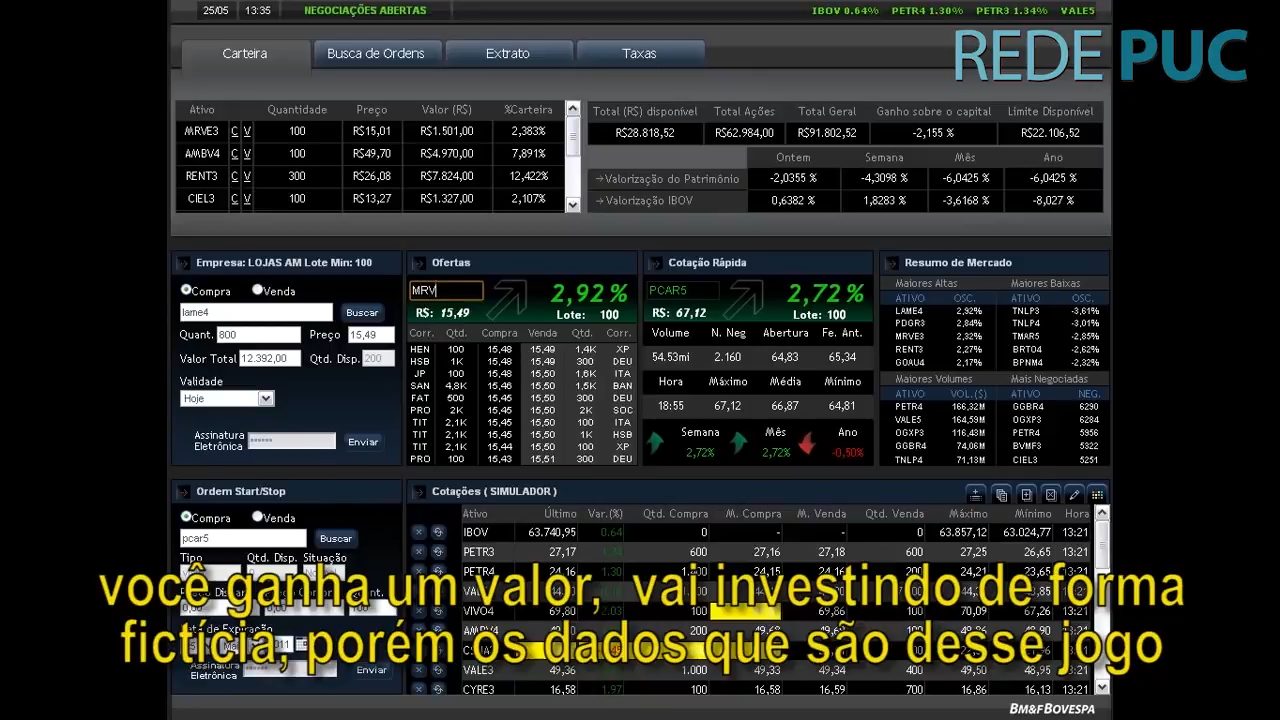 25/05 13:35 NEGOCIAÇÕES ABERTAS IBOV 0.64% PETR4 1.30% PETR3 1.34% VALE5
REDE PUC
Carteira Busca de Ordens Extrato Taxas
Ativo Quantidade Preço Valor (R$) %Carteira
MRVE3 C V 100 R$15,01 R$1.501,00 2,383%
AMBV4 C V 100 R$49,70 R$4.970,00 7,891%
RENT3 C V 300 R$26,08 R$7.824,00 12,422%
CIEL3 C V 100 R$13,27 R$1.327,00 2,107%
Total (R$) disponível Total Ações Total Geral Ganho sobre o capital Límite Disponível
R$28.818,52 R$62.984,00 R$91.802,52 -2,155 % R$22.106,52
Ontem Semana Mês Ano
Valorização do Patrimônio -2,0355 % -4,3098 % -6,0425 % -6,0425 %
Valorização IBOV 0,6382 % 1,8283 % -3,6168 % -8,027 %
Empresa: LOJAS AM Lote Min: 100
Compra Venda
lame4 Buscar
Quant. 800 Preço 15,49
Valor Total 12.392,00 Qtd. Disp. 200
Validade
Hoje
Assinatura
Eletrônica ****** Enviar
Ofertas
MRV 2,92%
R$: 15,49 Lote: 100
Corr. Qtd. Compra Venda Qtd. Corr.
HEN 100 15,48 15,49 1,4K XP
HSB 1K 15,48 15,50 300 DEU
JP 100 15,48 15,50 1,6K ITA
SAN 4,8K 15,46 15,50 1,5K BAN
FAT 500 15,45 15,50 300 DEU
PRO 2K 15,45 15,50 2K SOC
TIT 2,1K 15,45 15,50 100 ITA
TIT 2,1K 15,45 15,50 1K HSB
TIT 2,1K 15,44 15,50 100 XP
PRO 100 15,43 15,51 300 DEU
Cotação Rápida
PCAR5 2,72%
R$: 67,12 Lote: 100
Volume N. Neg Abertura Fe. Ant.
54.53mi 2.160 64,83 65,34
Hora Máximo Média Mínimo
18:55 67,12 66,87 64,81
Semana Mês Ano
2,72% 2,72% -0,50%
Resumo de Mercado
Maiores Altas Maiores Baixas
ATIVO OSC. ATIVO OSC.
LAME4 2,92% TNLP3 -3,61%
PDGR3 2,84% TNLP4 -3,01%
MRVE3 2,27% TMAR5 -2,85%
RENT3 2,27% BRTO4 -2,62%
GOAU4 2,17% BPNM4 -2,32%
Maiores Volumes Mais Negociadas
ATIVO VOL.($) ATIVO NEG.
PETR4 166,32M GGBR4 6290
VALE5 164,59M OGXP3 6264
OGXP3 116,43M PETR4 5956
GGBR4 74,06M BVMF3 5322
TNLP4 71,13M CIEL3 5251
Ordem Start/Stop
Compra Venda
pcar5 Buscar
Tipo Qtd. Disp. Situação
Assinatura
Eletrônica Enviar
Cotações ( SIMULADOR )
Ativo Último Var.(%) Qtd. Compra M. Compra M. Venda Qtd. Venda Máximo Mínimo Hora
IBOV 63.740,95 0.64 0 - - 0 63.857,12 63.024,77 13:21
PETR3 27,17 1.34 600 27,16 27,18 400 27,25 26,65 13:21
PETR4 24,16 13:21
VIVO4 69,80 2.03 100 69,86 100 70,09 67,26 13:21
VALE3 49,36 1.000 49,33 49,34 400 49,40 49,00 13:21
CYRE3 16,58 1.97 100 16,58 16,59 700 16,86 16,13 13:21
você ganha um valor, vai investindo de forma
fictícia, porém os dados que são desse jogo
BM&FBOVESPA